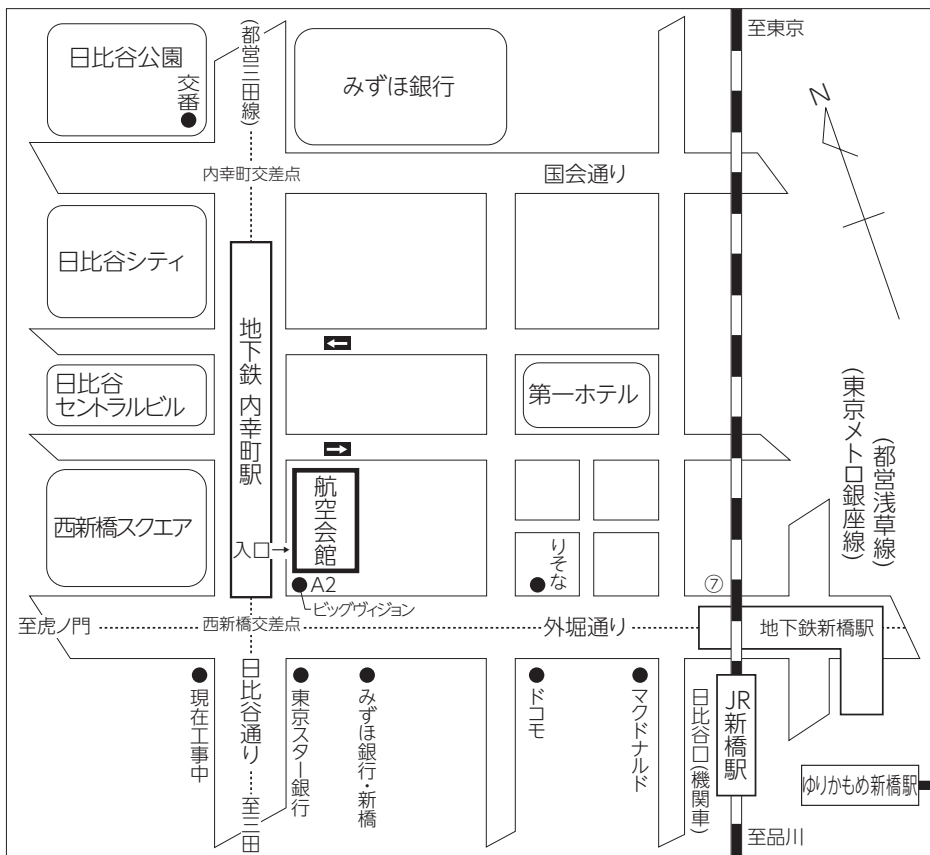 日比谷公園
交番
(都営三田線)
みずほ銀行
至東京
N
内幸町交差点
国会通り
日比谷シティ
地下鉄 内幸町駅
←
日比谷
セントラルビル
第一ホテル
(東京メトロ銀座線)
(都営浅草線)
→
西新橋スクエア
入口→
航空会館
A2
ビッグヴィジョン
りそな
⑦
至虎ノ門
西新橋交差点
外堀通り
地下鉄新橋駅
現在工事中
日比谷通り
至三田
東京スター銀行
みずほ銀行・新橋
ドコモ
マクドナルド
日比谷口(機関車)
JR新橋駅
ゆりかもめ新橋駅
至品川